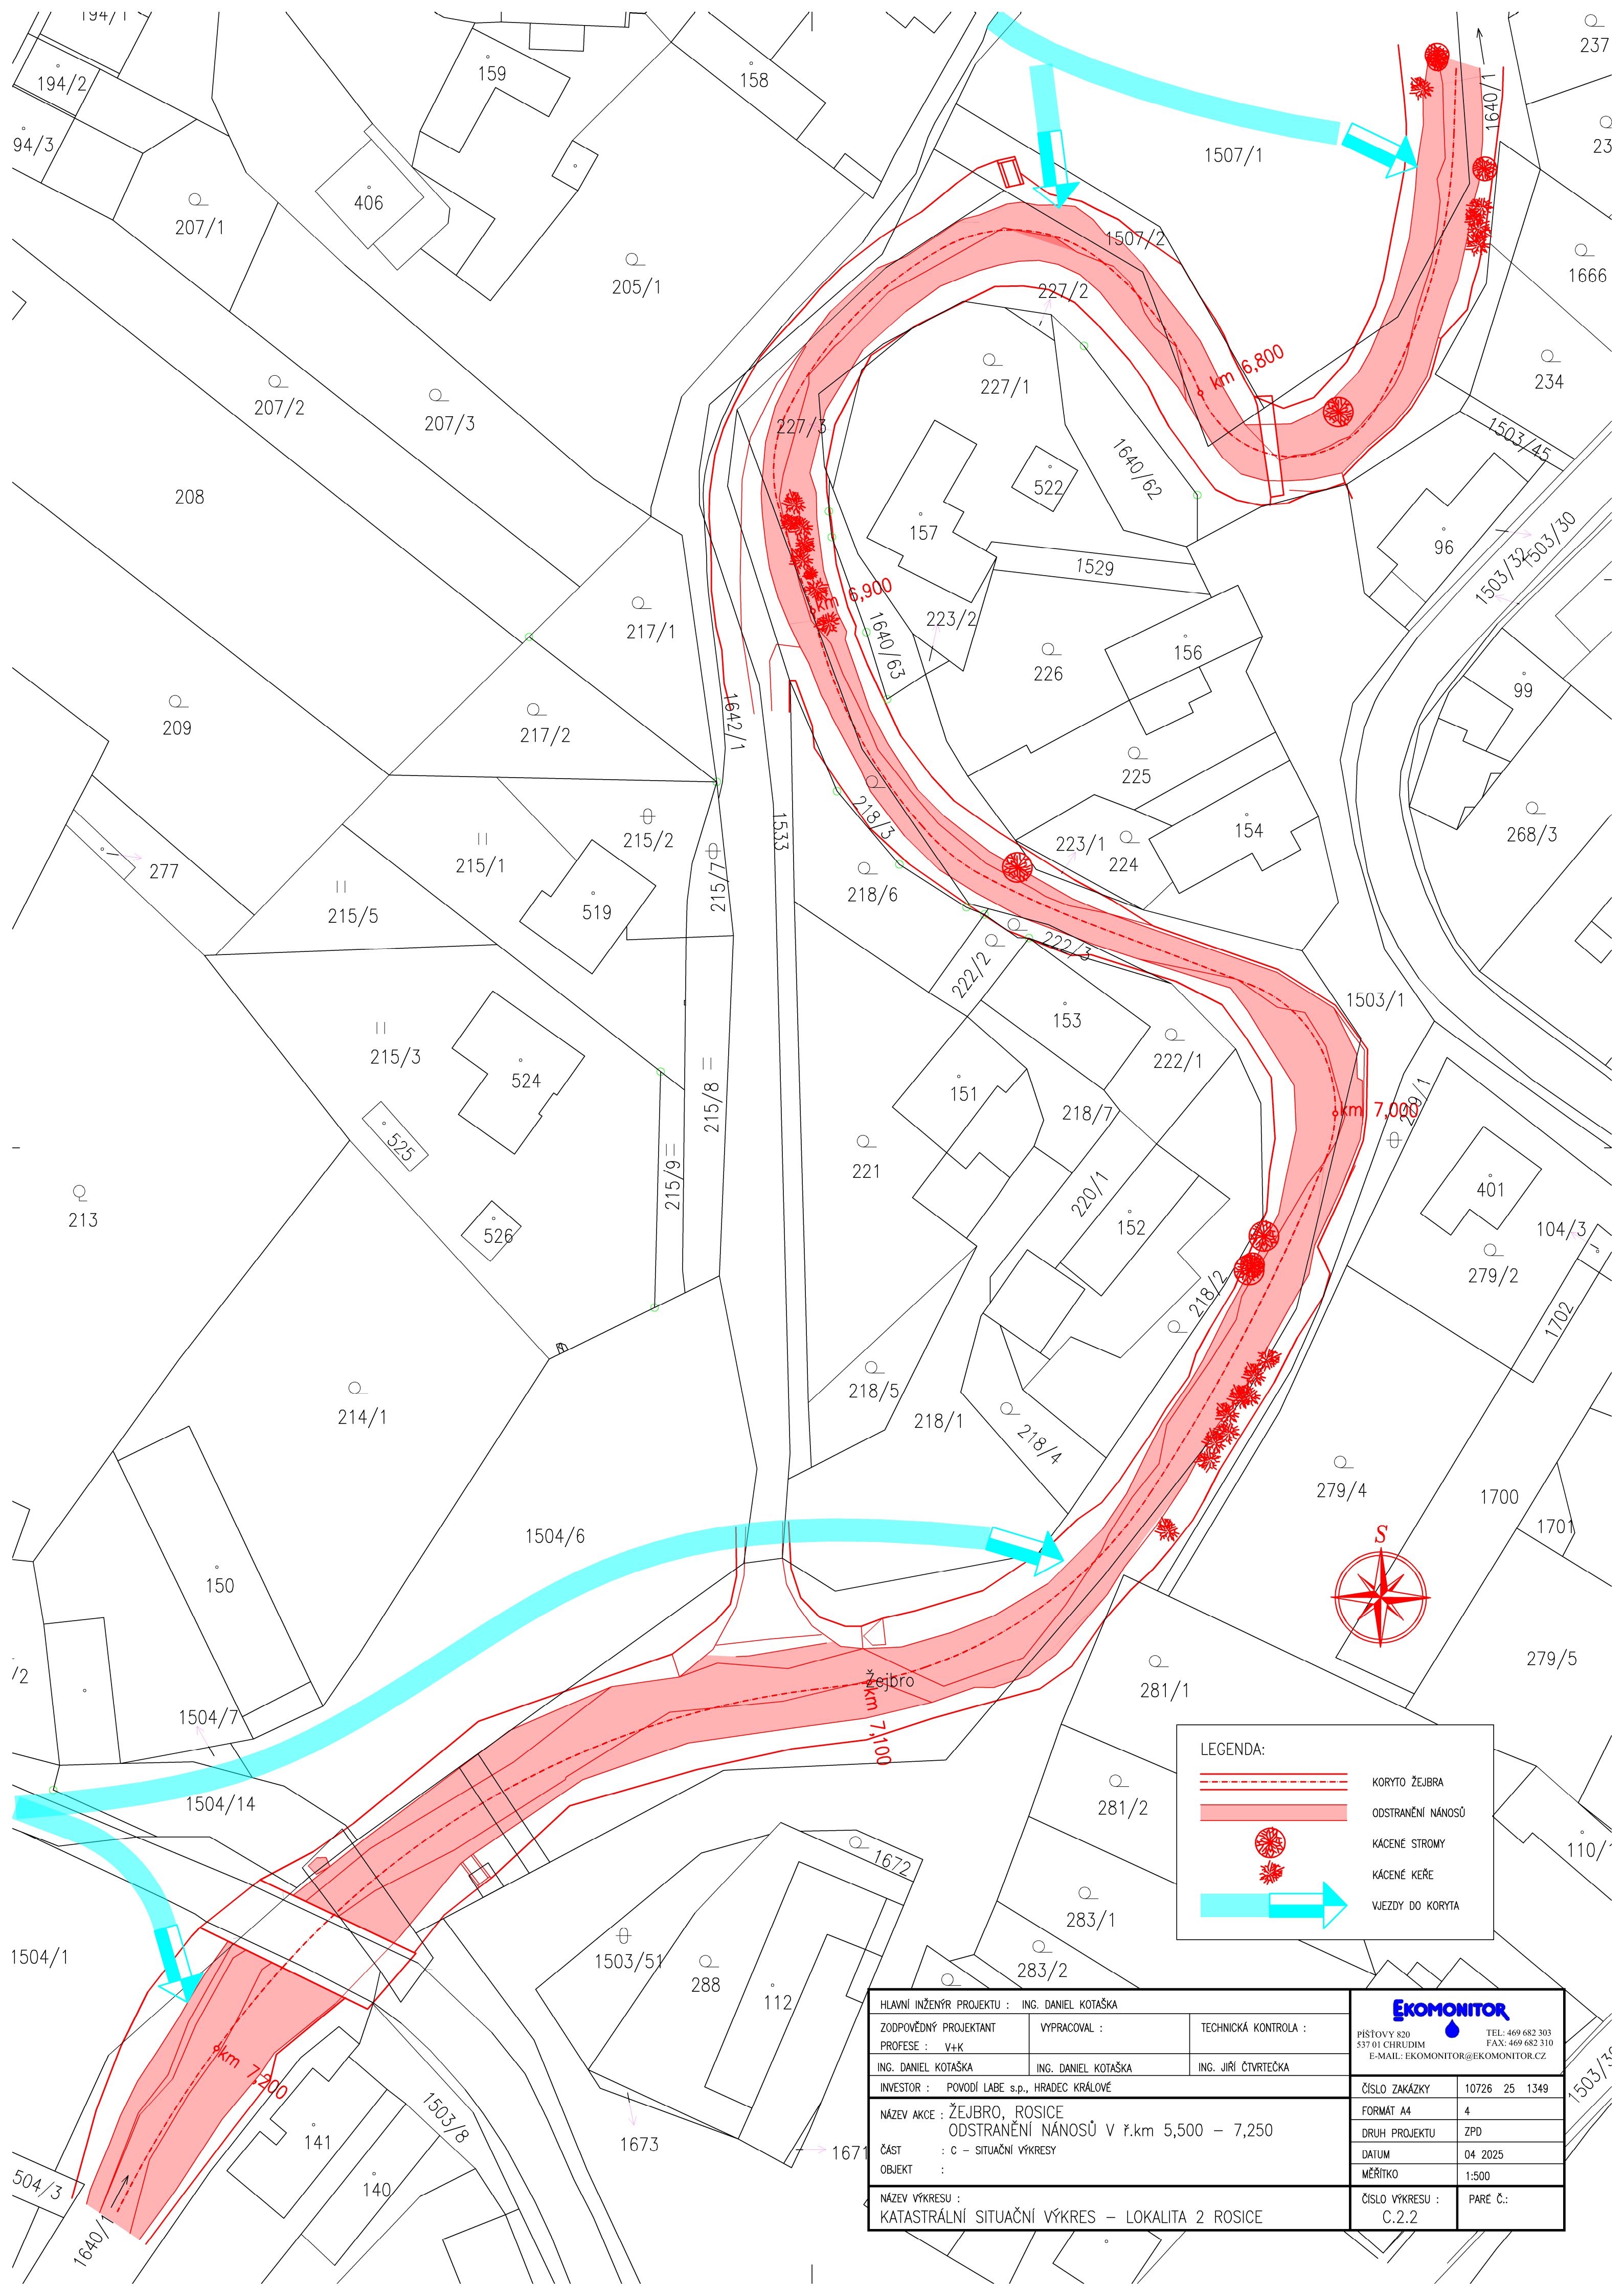 194/1
159
158
237
194/2
1640/1
94/3
23
1507/1
406
207/1
1507/2
205/1
1666
227/2
km 6,800
207/2
207/3
227/1
234
227/3
1503/45
1640/62
208
522
157
96
1503/32
1503/30
1529
km 6,900
217/1
223/2
1640/63
156
226
99
209
217/2
1642/1
225
218/3
1533
154
268/3
215/2
223/1
224
215/1
277
215/7
218/6
215/5
519
222/3
222/2
1503/1
153
215/3
222/1
524
151
215/8
218/7
km 7,000
279/1
525
221
215/9
220/1
401
213
152
104/3
526
279/2
218/2
1702
214/1
218/5
218/1
218/4
279/4
1700
1701
1504/6
S
150
/2
279/5
Žejbro
281/1
1504/7
km 7,100
LEGENDA:
KORYTO ŽEJBRA
1504/14
281/2
ODSTRANĚNÍ NÁNOSŮ
KÁCENÉ STROMY
110/1
1672
KÁCENÉ KEŘE
VJEZDY DO KORYTA
283/1
1504/1
1503/51
283/2
288
112
km 7,200
1503/8
141
1673
1671
140
504/3
1640/1
1503/39
HLAVNÍ INŽENÝR PROJEKTU : ING. DANIEL KOTAŠKA
ZODPOVĚDNÝ PROJEKTANT
PROFESE : V+K
VYPRACOVAL :
TECHNICKÁ KONTROLA :
ING. DANIEL KOTAŠKA
ING. DANIEL KOTAŠKA
ING. JIŘÍ ČTVRTEČKA
INVESTOR : POVODÍ LABE s.p., HRADEC KRÁLOVÉ
NÁZEV AKCE : ŽEJBRO, ROSICE
ODSTRANĚNÍ NÁNOSŮ V ř.km 5,500 – 7,250
ČÁST : C – SITUAČNÍ VÝKRESY
OBJEKT :
NÁZEV VÝKRESU :
KATASTRÁLNÍ SITUAČNÍ VÝKRES – LOKALITA 2 ROSICE
EKOMONITOR
PÍŠŤOVY 820
537 01 CHRUDIM
TEL: 469 682 303
FAX: 469 682 310
E-MAIL: EKOMONITOR@EKOMONITOR.CZ
ČÍSLO ZAKÁZKY 10726 25 1349
FORMÁT A4 4
DRUH PROJEKTU ZPD
DATUM 04 2025
MĚŘÍTKO 1:500
ČÍSLO VÝKRESU :
C.2.2
PARÉ Č.: